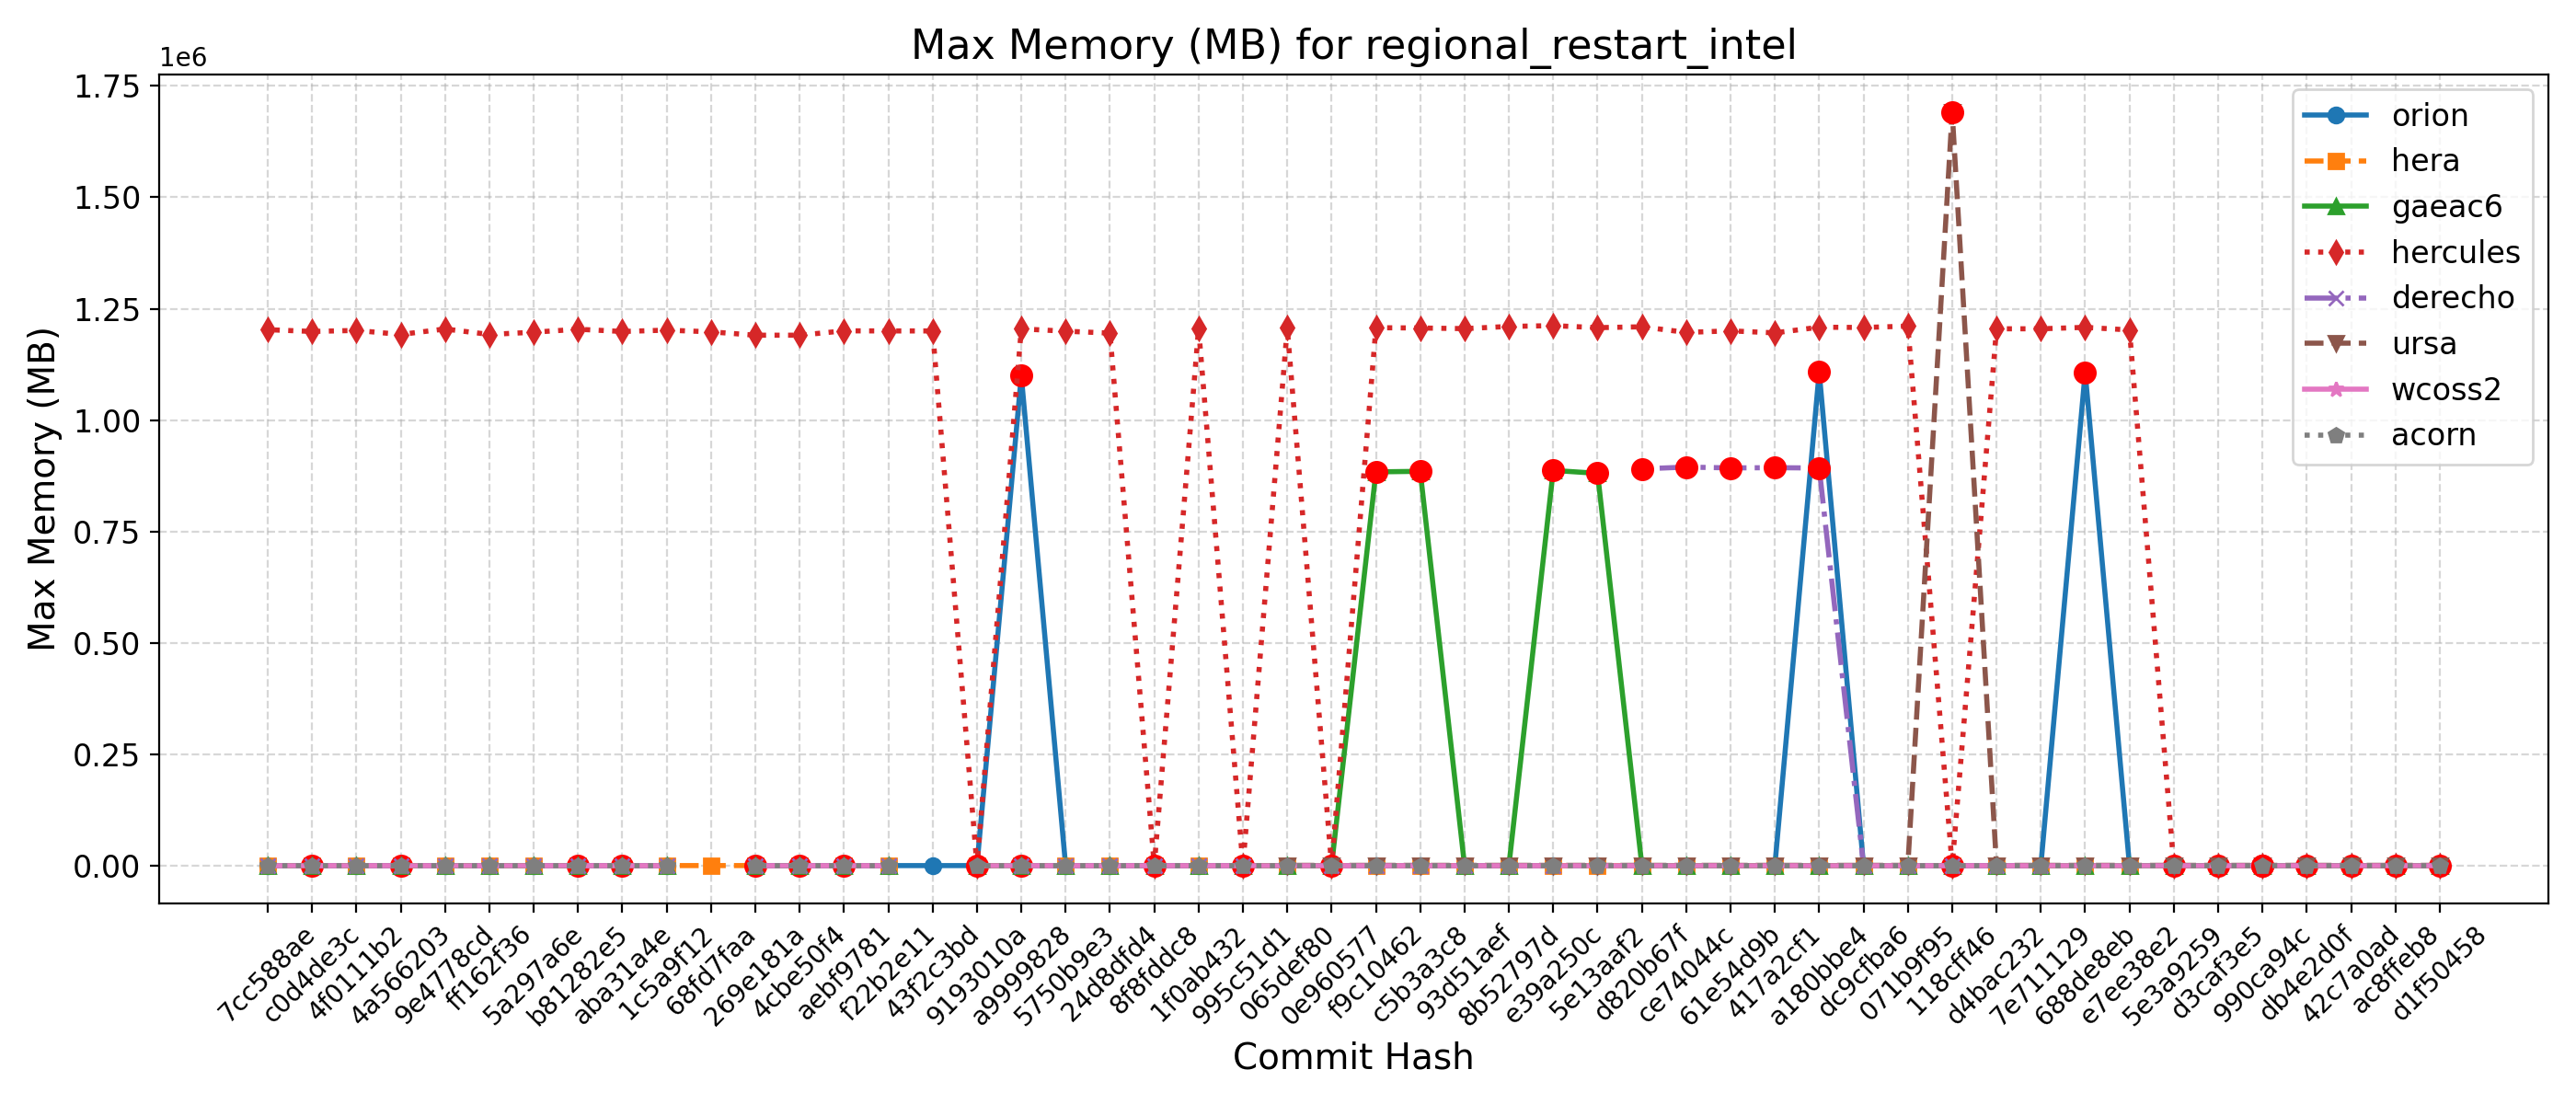 Max Memory (MB) for regional_restart_intel
1e6
1.75
1.50
1.25
1.00
0.75
0.50
0.25
0.00
Max Memory (MB)
orion
hera
gaeac6
hercules
derecho
ursa
wcoss2
acorn
7cc588ae
c0d4de3c
4f0111b2
4a566203
9e4778cd
ff162f36
5a297a6e
b81282e5
aba31a4e
1c5a9f12
68fd7faa
269e181a
4cbe50f4
aebf9781
f22b2e11
43f2c3bd
9193010a
a9999828
5750b9e3
24d8dfd4
8f8fddc8
1f0ab432
995c51d1
065def80
0e960577
f9c10462
c5b3a3c8
93d51aef
8b52797d
e39a250c
5e13aaf2
d820b67f
ce74044c
61e54d9b
417a2cf1
a180bbe4
dc9cfba6
071b9f95
118cff46
d4bac232
7e711129
688de8eb
e7ee38e2
5e3a9259
d3caf3e5
990ca94c
db4e2d0f
42c7a0ad
ac8ffeb8
d1f50458
Commit Hash